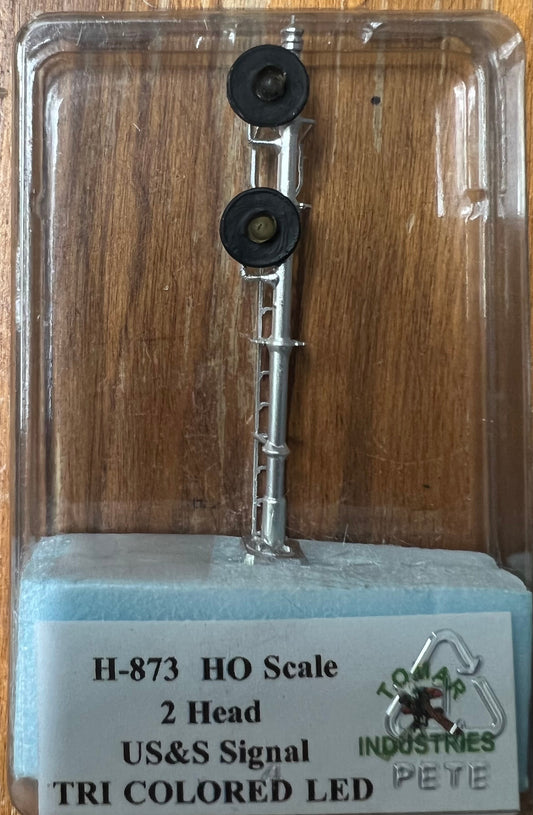 H-873 HO Scale
2 Head
US&S Signal
TRI COLORED LED
TOMAR
INDUSTRIES
PETE